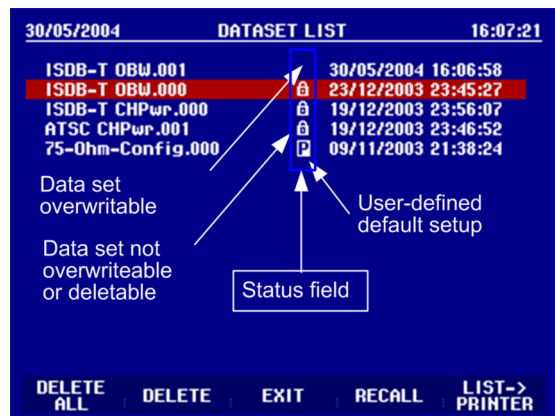 30/05/2004 DATASET LIST 16:07:21
ISDB-T OBW.001 30/05/2004 16:06:58
ISDB-T OBW.000 23/12/2003 23:45:27
ISDB-T CHPwr.000 19/12/2003 23:56:07
ATSC CHPwr.001 19/12/2003 23:46:52
75-Ohm-Config.000 P 09/11/2003 21:38:24
Data set
overwritable
User-defined
default setup
Data set not
overwriteable
or deletable
Status field
DELETE
ALL
DELETE
EXIT
RECALL
LIST->
PRINTER